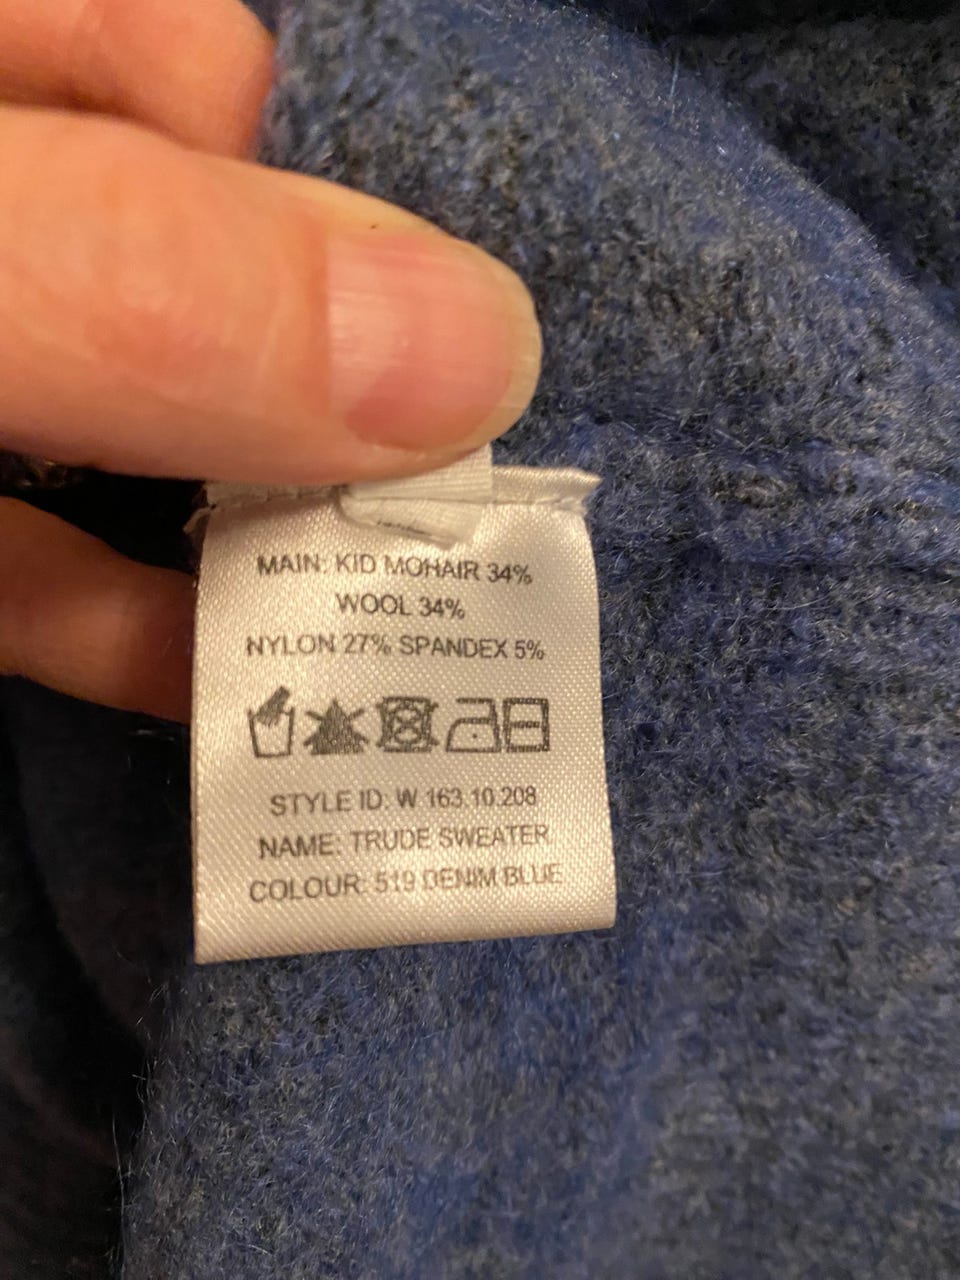 MAIN: KID MOHAIR 34%
WOOL 34%
NYLON 27% SPANDEX 5%
STYLE ID: W 163.10.208
NAME: TRUDE SWEATER
COLOUR: 519 DENIM BLUE